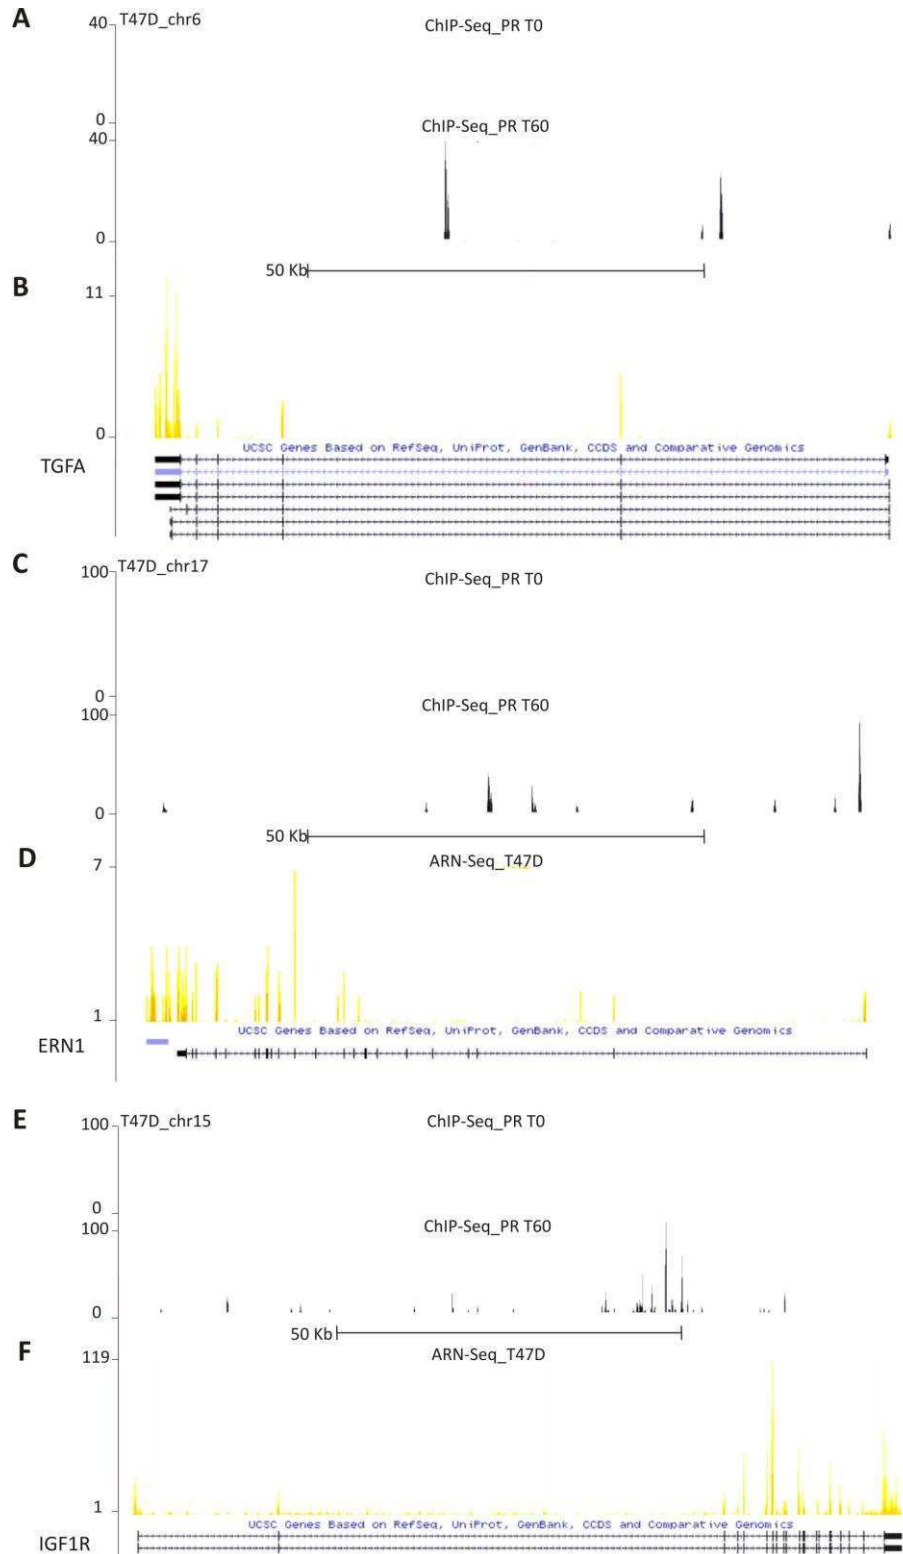 A
T47D_chr6
40
ChIP-Seq_PR T0
0
ChIP-Seq_PR T60
40
0
50 Kb
B
11
0
UCSC Genes Based on RefSeq, UniProt, GenBank, CCDS and Comparative Genomics
TGFA
C
T47D_chr17
100
ChIP-Seq_PR T0
0
ChIP-Seq_PR T60
100
0
50 Kb
D
ARN-Seq_T47D
7
1
UCSC Genes Based on RefSeq, UniProt, GenBank, CCDS and Comparative Genomics
ERN1
E
T47D_chr15
100
ChIP-Seq_PR T0
0
ChIP-Seq_PR T60
100
0
50 Kb
F
ARN-Seq_T47D
119
1
UCSC Genes Based on RefSeq, UniProt, GenBank, CCDS and Comparative Genomics
IGF1R